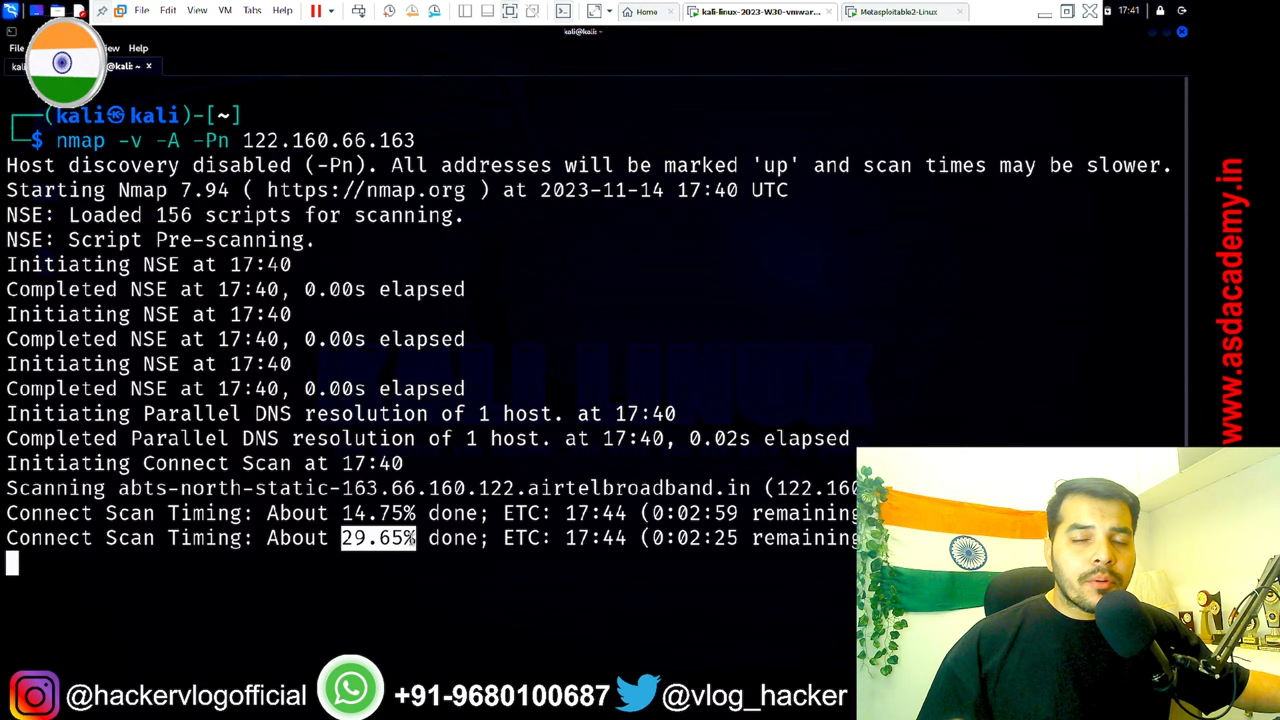 File Edit View VM Tabs Help
Home
kali-linux-2023-W30-vmwar...
Metasploitable2-Linux
17:41
kali@kali: ~
File
Help
@kali: ~
(kali㉿kali)-[~]
$ nmap -v -A -Pn 122.160.66.163
Host discovery disabled (-Pn). All addresses will be marked 'up' and scan times may be slower.
Starting Nmap 7.94 ( https://nmap.org ) at 2023-11-14 17:40 UTC
NSE: Loaded 156 scripts for scanning.
NSE: Script Pre-scanning.
Initiating NSE at 17:40
Completed NSE at 17:40, 0.00s elapsed
Initiating NSE at 17:40
Completed NSE at 17:40, 0.00s elapsed
Initiating NSE at 17:40
Completed NSE at 17:40, 0.00s elapsed
Initiating Parallel DNS resolution of 1 host. at 17:40
Completed Parallel DNS resolution of 1 host. at 17:40, 0.02s elapsed
Initiating Connect Scan at 17:40
Scanning abts-north-static-163.66.160.122.airtelbroadband.in (122.160
Connect Scan Timing: About 14.75% done; ETC: 17:44 (0:02:59 remaining
Connect Scan Timing: About 29.65% done; ETC: 17:44 (0:02:25 remaining
KALI LINUX
www.asdacademy.in
@hackervlogofficial
+91-9680100687
@vlog_hacker